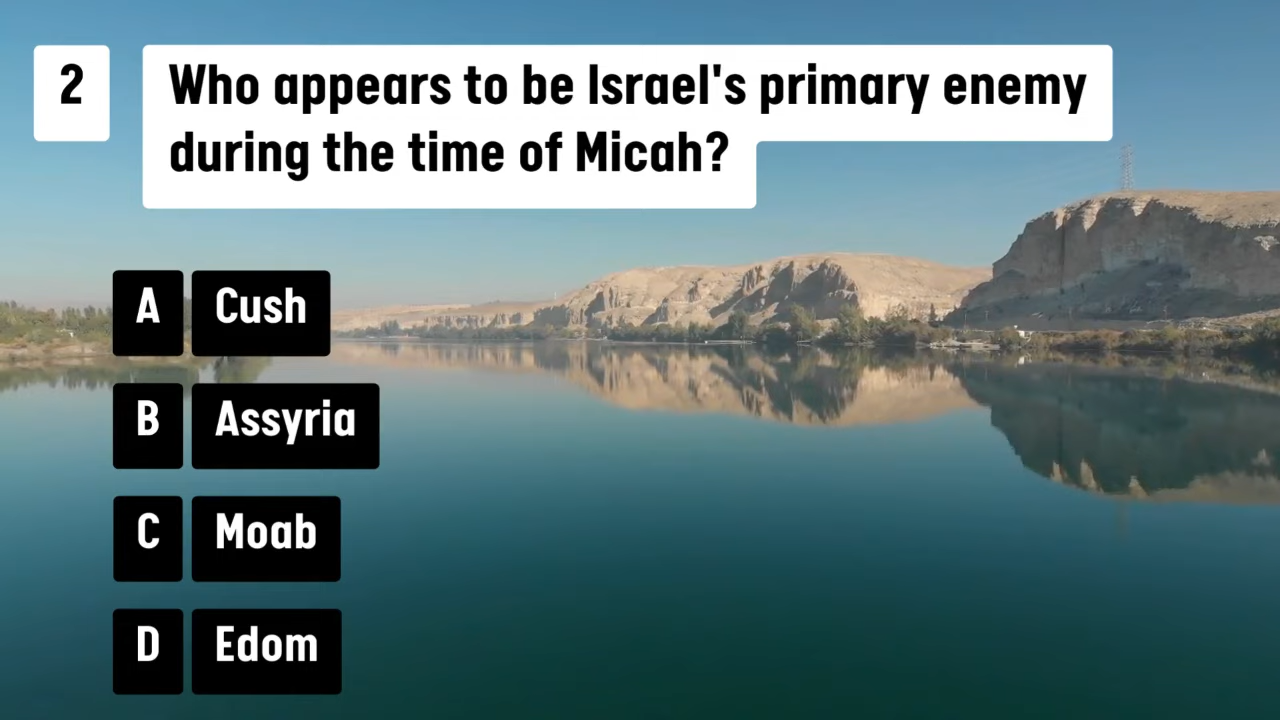 2
Who appears to be Israel's primary enemy
during the time of Micah?
A Cush
B Assyria
C Moab
D Edom